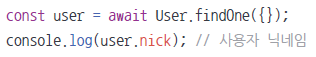 const user = await User.findOne({});
console.log(user.nick); // 사용자 닉네임